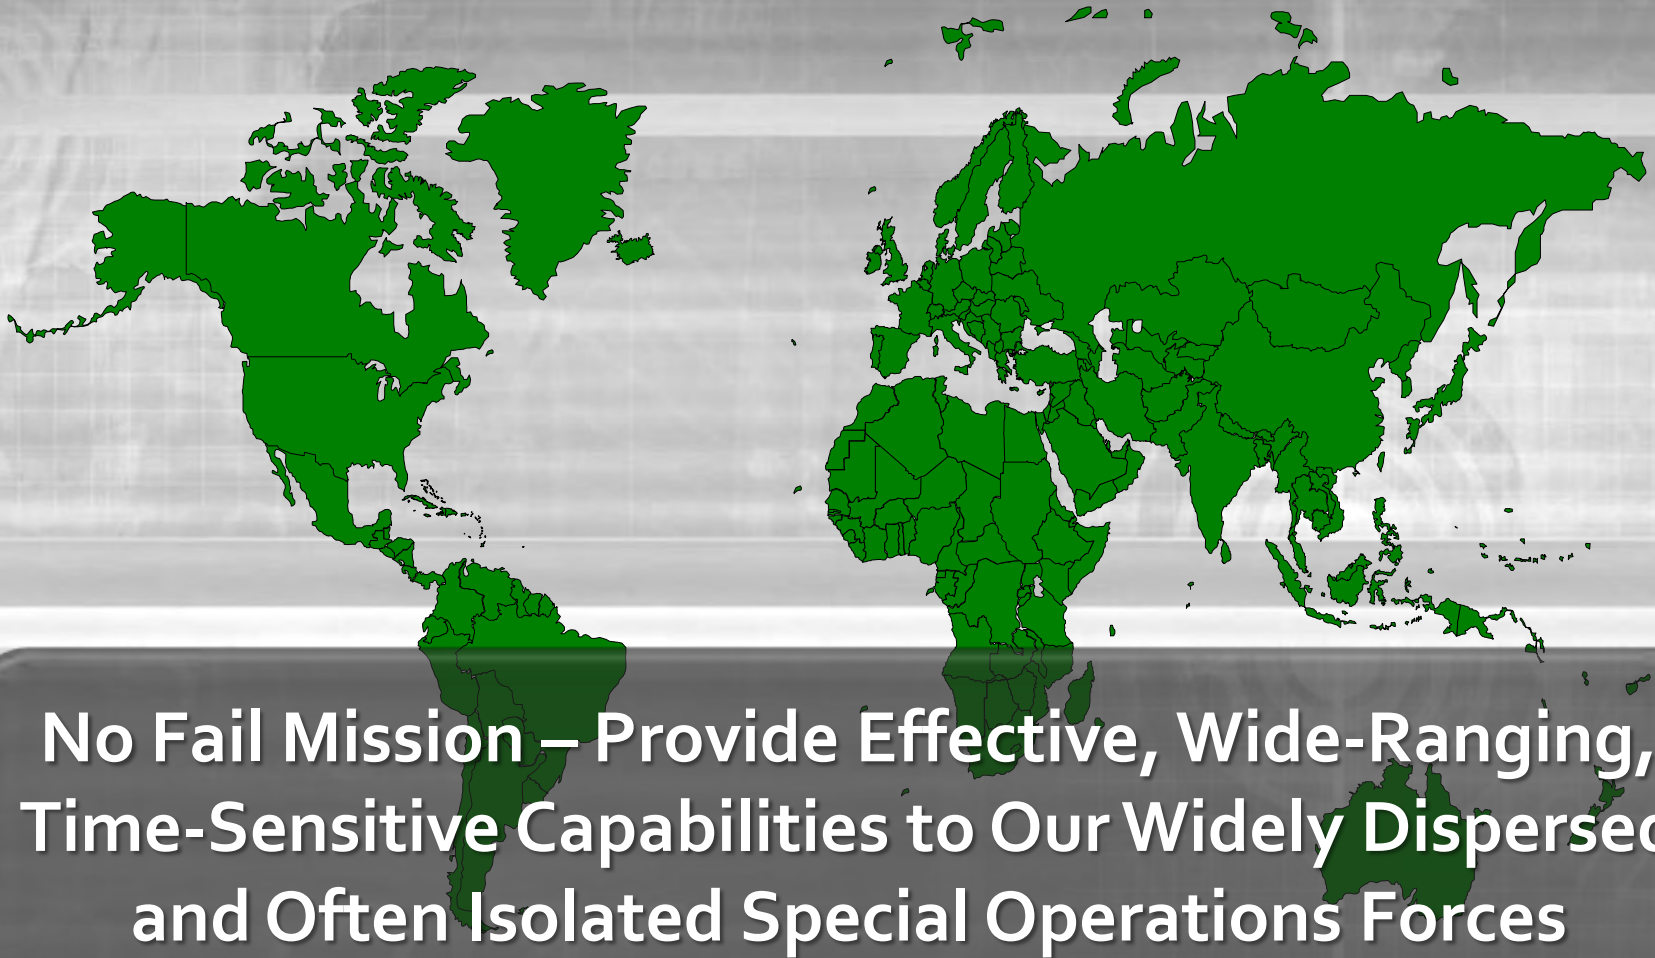 No Fail Mission – Provide Effective, Wide-Ranging,
Time-Sensitive Capabilities to Our Widely Dispersed
and Often Isolated Special Operations Forces